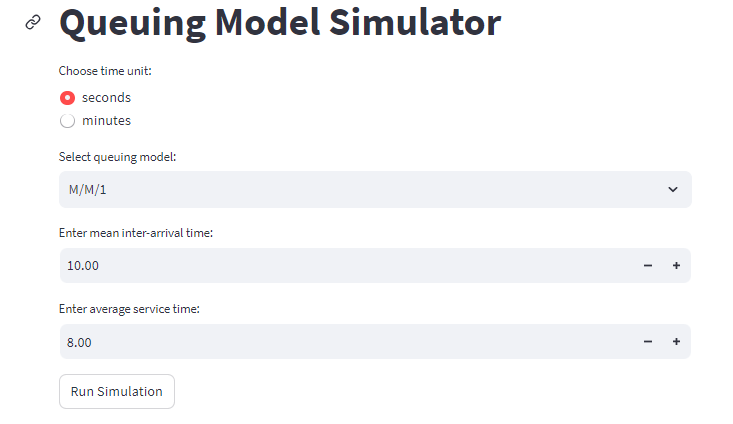 Queuing Model Simulator
Choose time unit:
seconds
minutes
Select queuing model:
M/M/1
Enter mean inter-arrival time:
10.00
Enter average service time:
8.00
Run Simulation